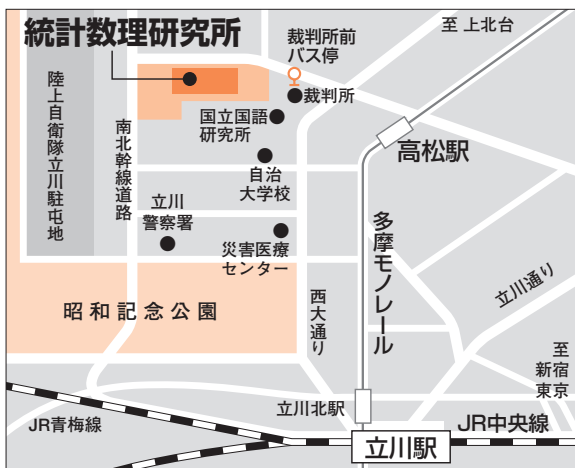 統計数理研究所
裁判所前
バス停
至 上北台
裁判所
陸上自衛隊立川駐屯地
南北幹線道路
国立国語
研究所
高松駅
自治
大学校
立川
警察署
災害医療
センター
多摩モノレール
昭和記念公園
西大通り
立川通り
至
新宿
東京
立川北駅
JR青梅線
JR中央線
立川駅